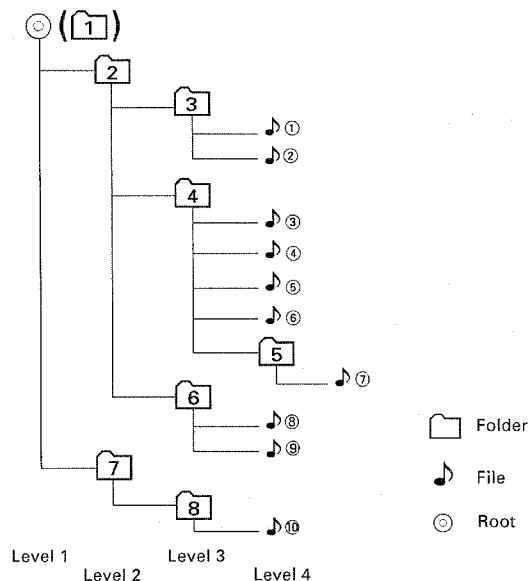 (1)
2
3
①
②
4
③
④
⑤
⑥
5
⑦
6
⑧
⑨
Folder
7
File
8
⑩
Root
Level 1
Level 2
Level 3
Level 4